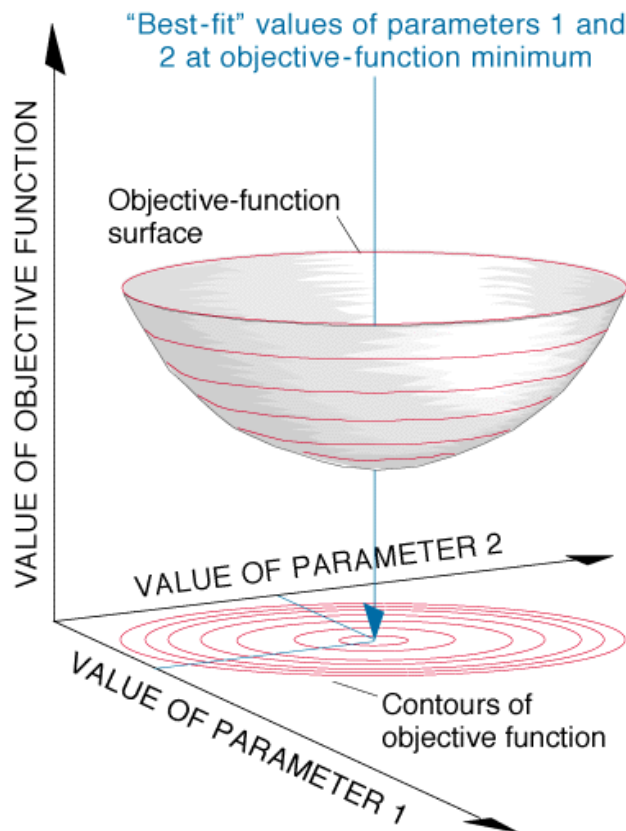 “Best-fit” values of parameters 1 and
2 at objective-function minimum
VALUE OF OBJECTIVE FUNCTION
Objective-function
surface
VALUE OF PARAMETER 2
VALUE OF PARAMETER 1
Contours of
objective function